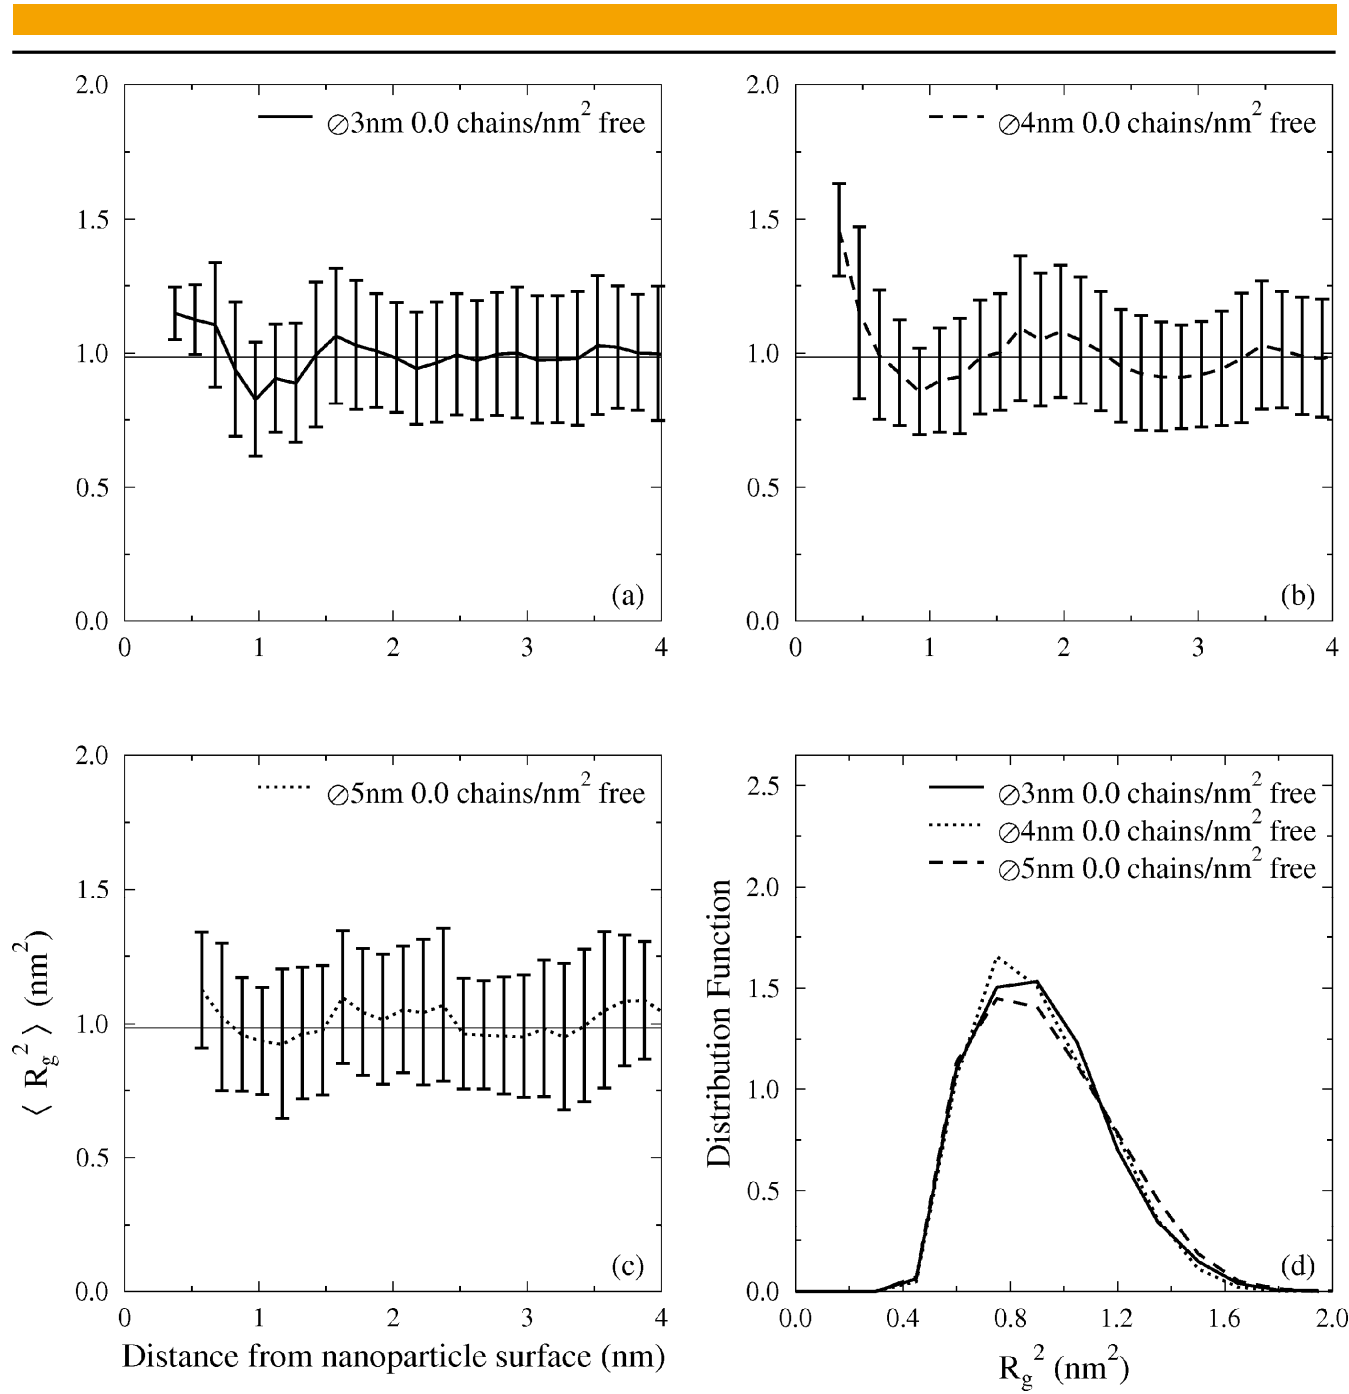 2.0
⌀3nm 0.0 chains/nm² free
1.5
1.0
0.5
(a)
0.0
0 1 2 3 4
2.0
⌀4nm 0.0 chains/nm² free
1.5
1.0
0.5
(b)
0.0
0 1 2 3 4
2.0
⌀5nm 0.0 chains/nm² free
1.5
1.0
0.5
(c)
0.0
0 1 2 3 4
⟨ R_g² ⟩ (nm²)
Distance from nanoparticle surface (nm)
2.5
⌀3nm 0.0 chains/nm² free
⌀4nm 0.0 chains/nm² free
⌀5nm 0.0 chains/nm² free
2.0
1.5
1.0
0.5
(d)
0.0
0.0 0.4 0.8 1.2 1.6 2.0
Distribution Function
R_g² (nm²)